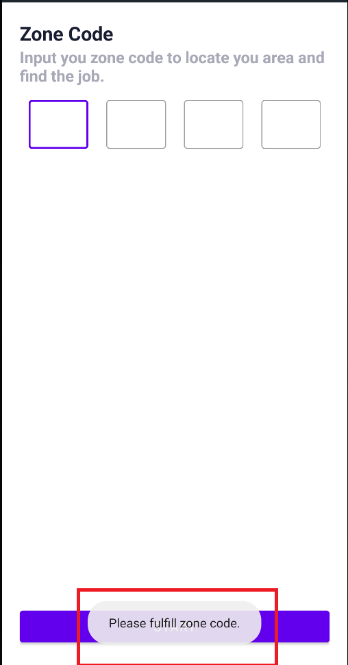 Zone Code
Input you zone code to locate you area and
find the job.
Please fulfill zone code.